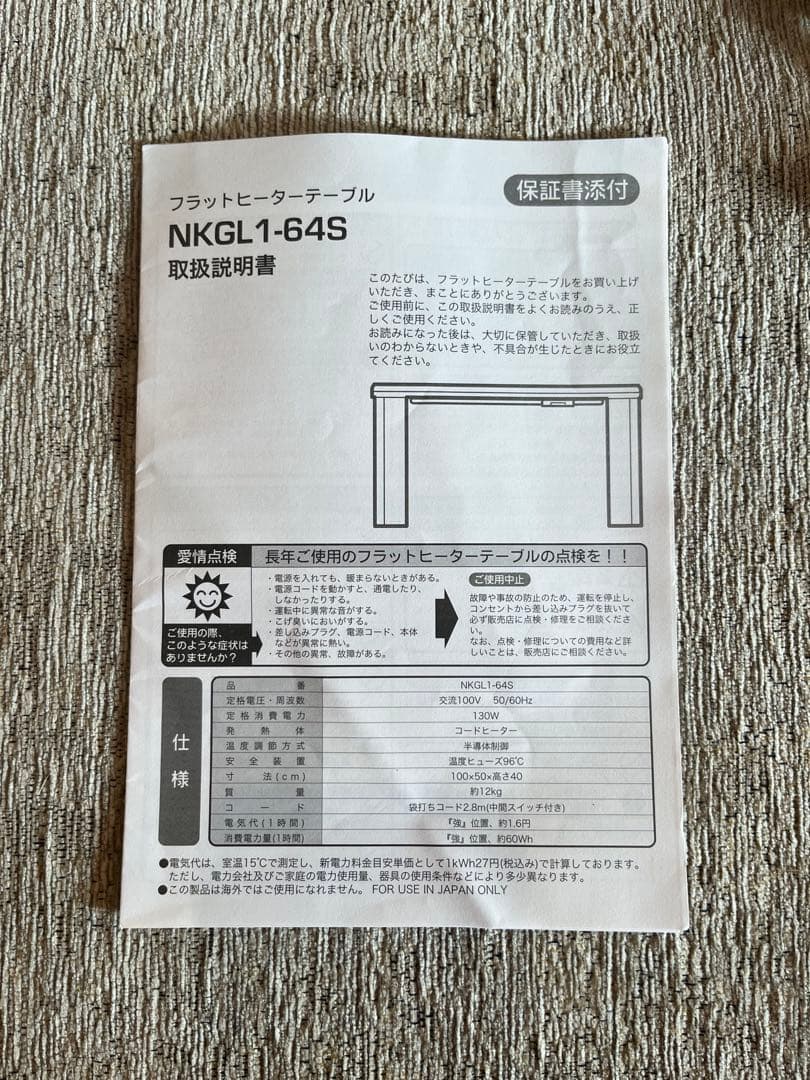 フラットヒーターテーブル
NKGL1-64S
取扱説明書
保証書添付
このたびは、フラットヒーターテーブルをお買い上げ
いただき、まことにありがとうございます。
ご使用前に、この取扱説明書をよくお読みのうえ、正
しくご使用ください。
お読みになった後は、大切に保管していただき、取扱
いのわからないときや、不具合が生じたときにお役立
てください。
愛情点検
長年ご使用のフラットヒーターテーブルの点検を！！
ご使用の際、
このような症状は
ありませんか？
・電源を入れても、暖まらないときがある。
・電源コードを動かすと、通電したり、
しなかったりする。
・運転中に異常な音がする。
・こげ臭いにおいがする。
・差し込みプラグ、電源コード、本体
などが異常に熱い。
・その他の異常、故障がある。
ご使用中止
故障や事故の防止のため、運転を停止し、
コンセントから差し込みプラグを抜いて
必ず販売店に点検・修理をご相談くださ
い。
なお、点検・修理についての費用など詳
しいことは、販売店にご相談ください。
仕様
品番 NKGL1-64S
定格電圧・周波数 交流100V 50/60Hz
定格消費電力 130W
発熱体 コードヒーター
温度調節方式 半導体制御
安全装置 温度ヒューズ96℃
寸法(cm) 100×50×高さ40
質量 約12kg
コード 袋打ちコード2.8m(中間スイッチ付き)
電気代(1時間) 『強』位置、約1.6円
消費電力量(1時間) 『強』位置、約60Wh
●電気代は、室温15℃で測定し、新電力料金目安単価として1kWh27円(税込み)で計算しております。
ただし、電力会社及びご家庭の電力使用量、器具の使用条件などにより多少異なります。
●この製品は海外ではご使用になれません。 FOR USE IN JAPAN ONLY